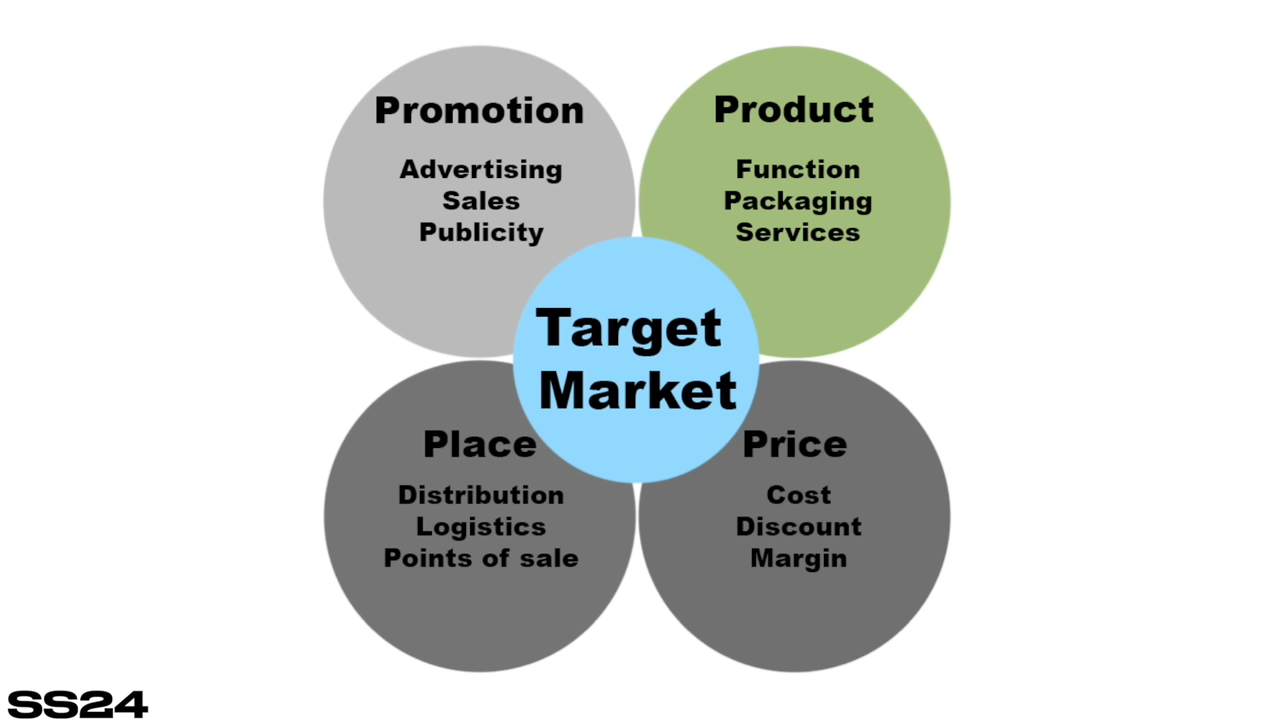 Promotion
Advertising
Sales
Publicity
Product
Function
Packaging
Services
Target
Market
Place
Distribution
Logistics
Points of sale
Price
Cost
Discount
Margin
SS24